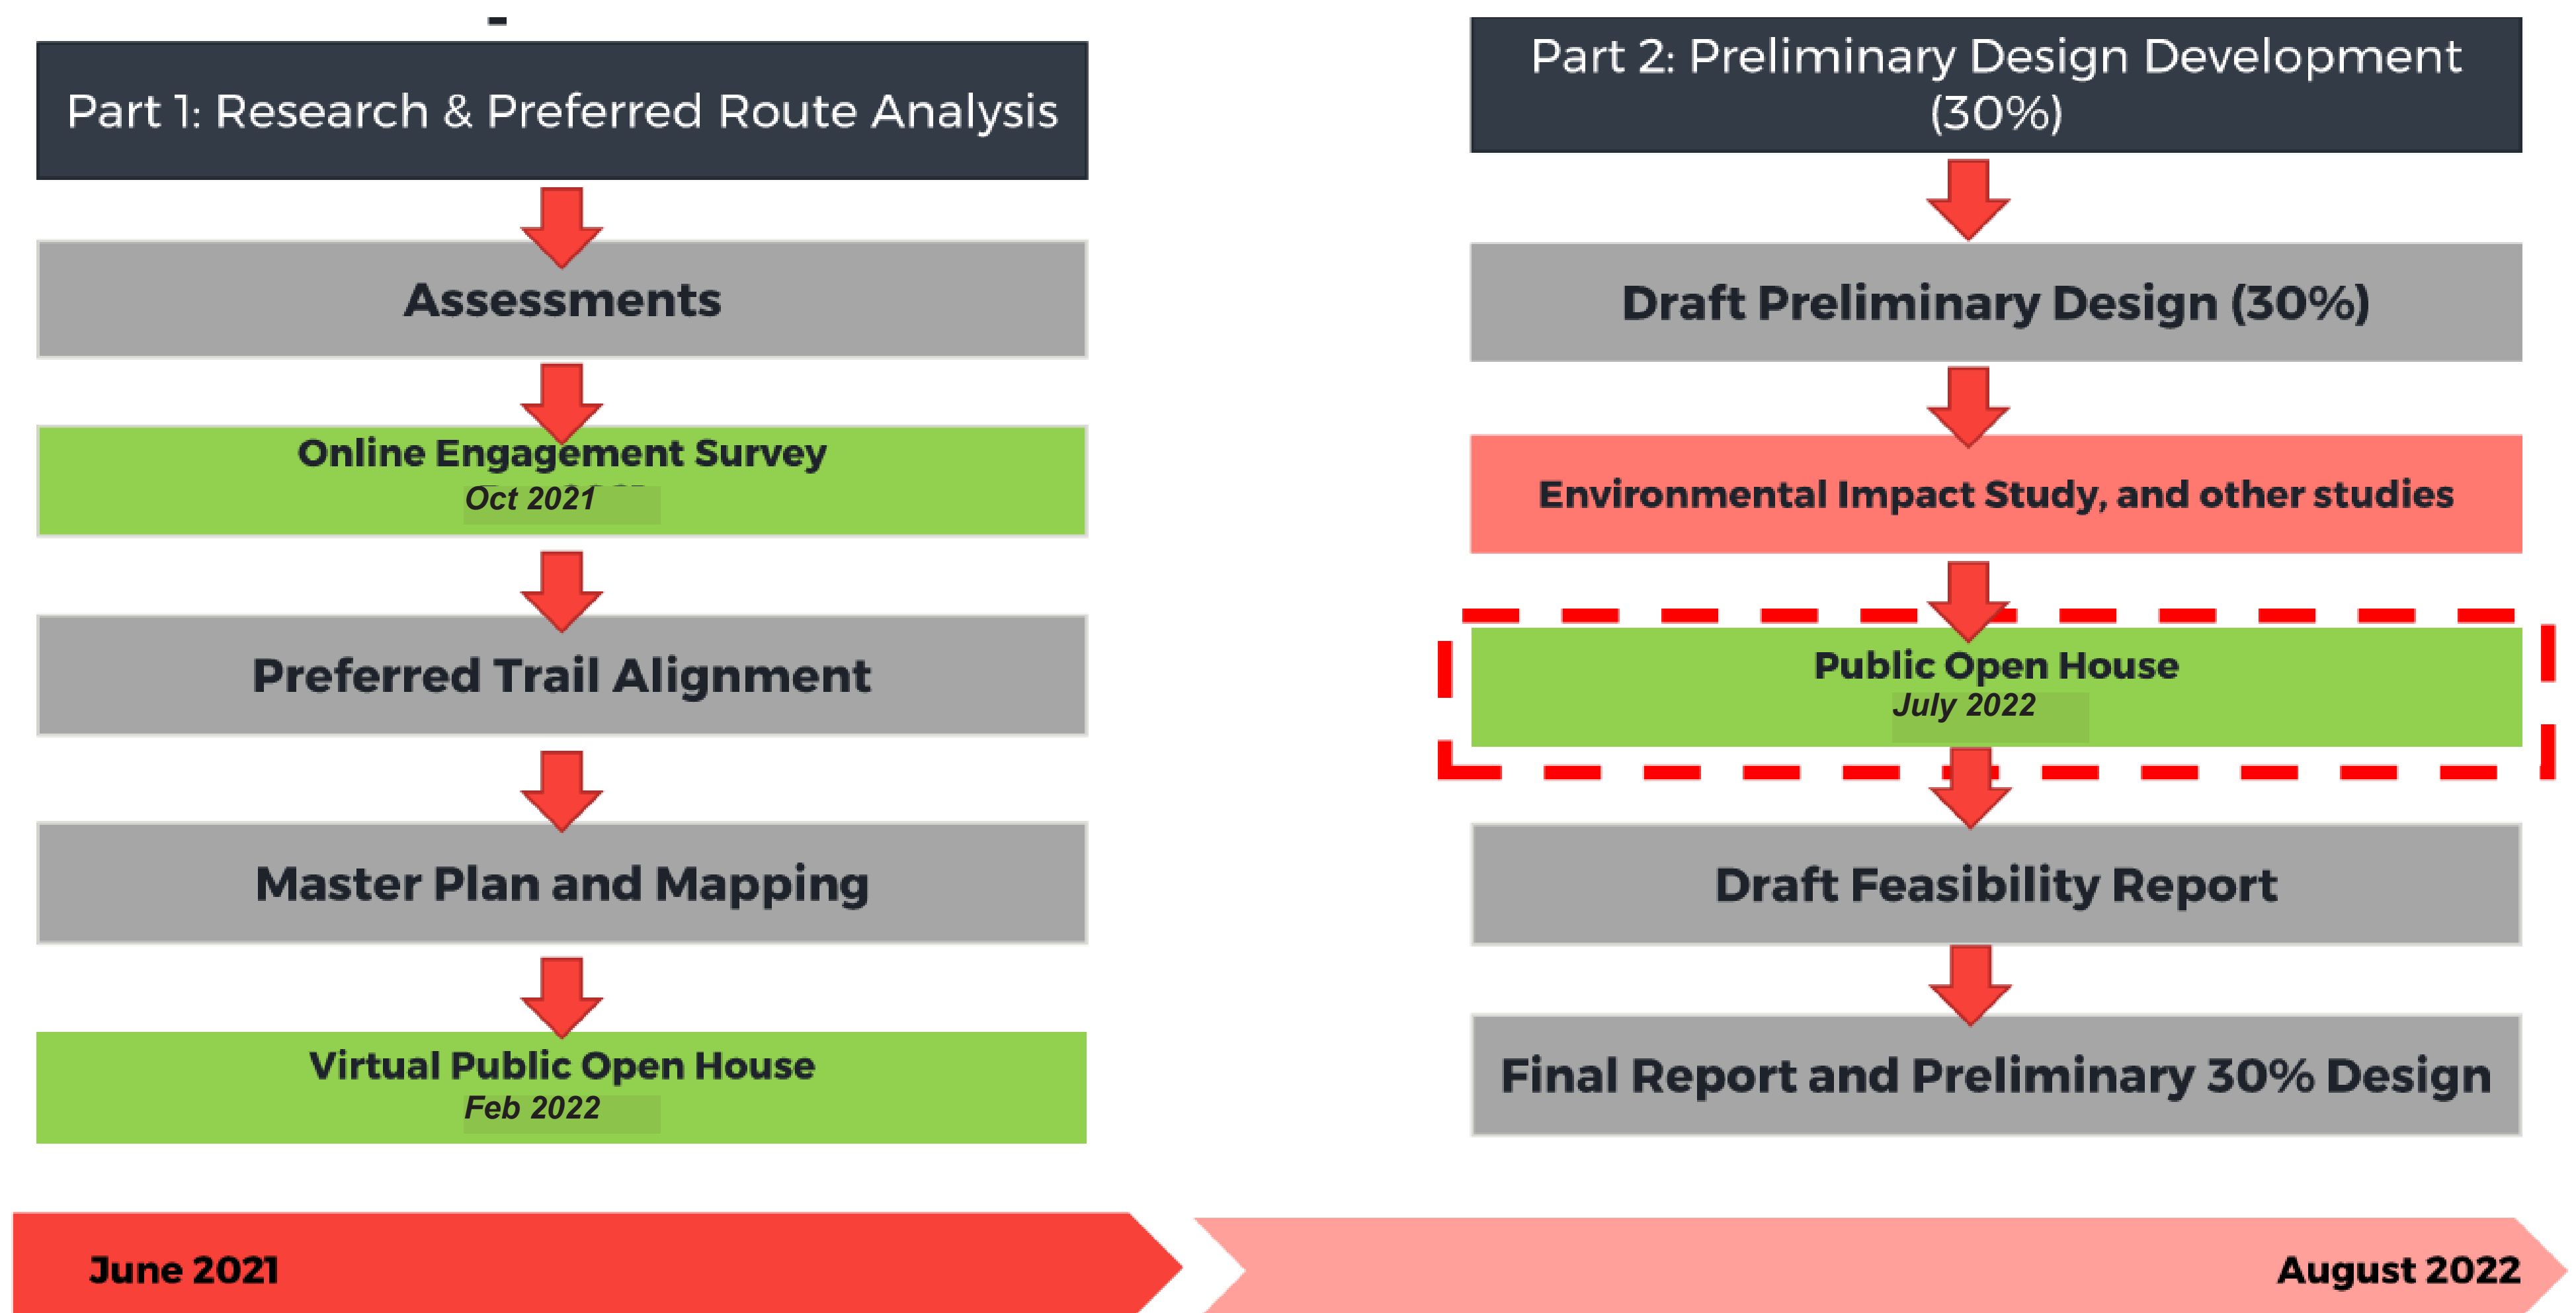 Part 1: Research & Preferred Route Analysis
Assessments
Online Engagement Survey
Oct 2021
Preferred Trail Alignment
Master Plan and Mapping
Virtual Public Open House
Feb 2022
Part 2: Preliminary Design Development
(30%)
Draft Preliminary Design (30%)
Environmental Impact Study, and other studies
Public Open House
July 2022
Draft Feasibility Report
Final Report and Preliminary 30% Design
June 2021
August 2022